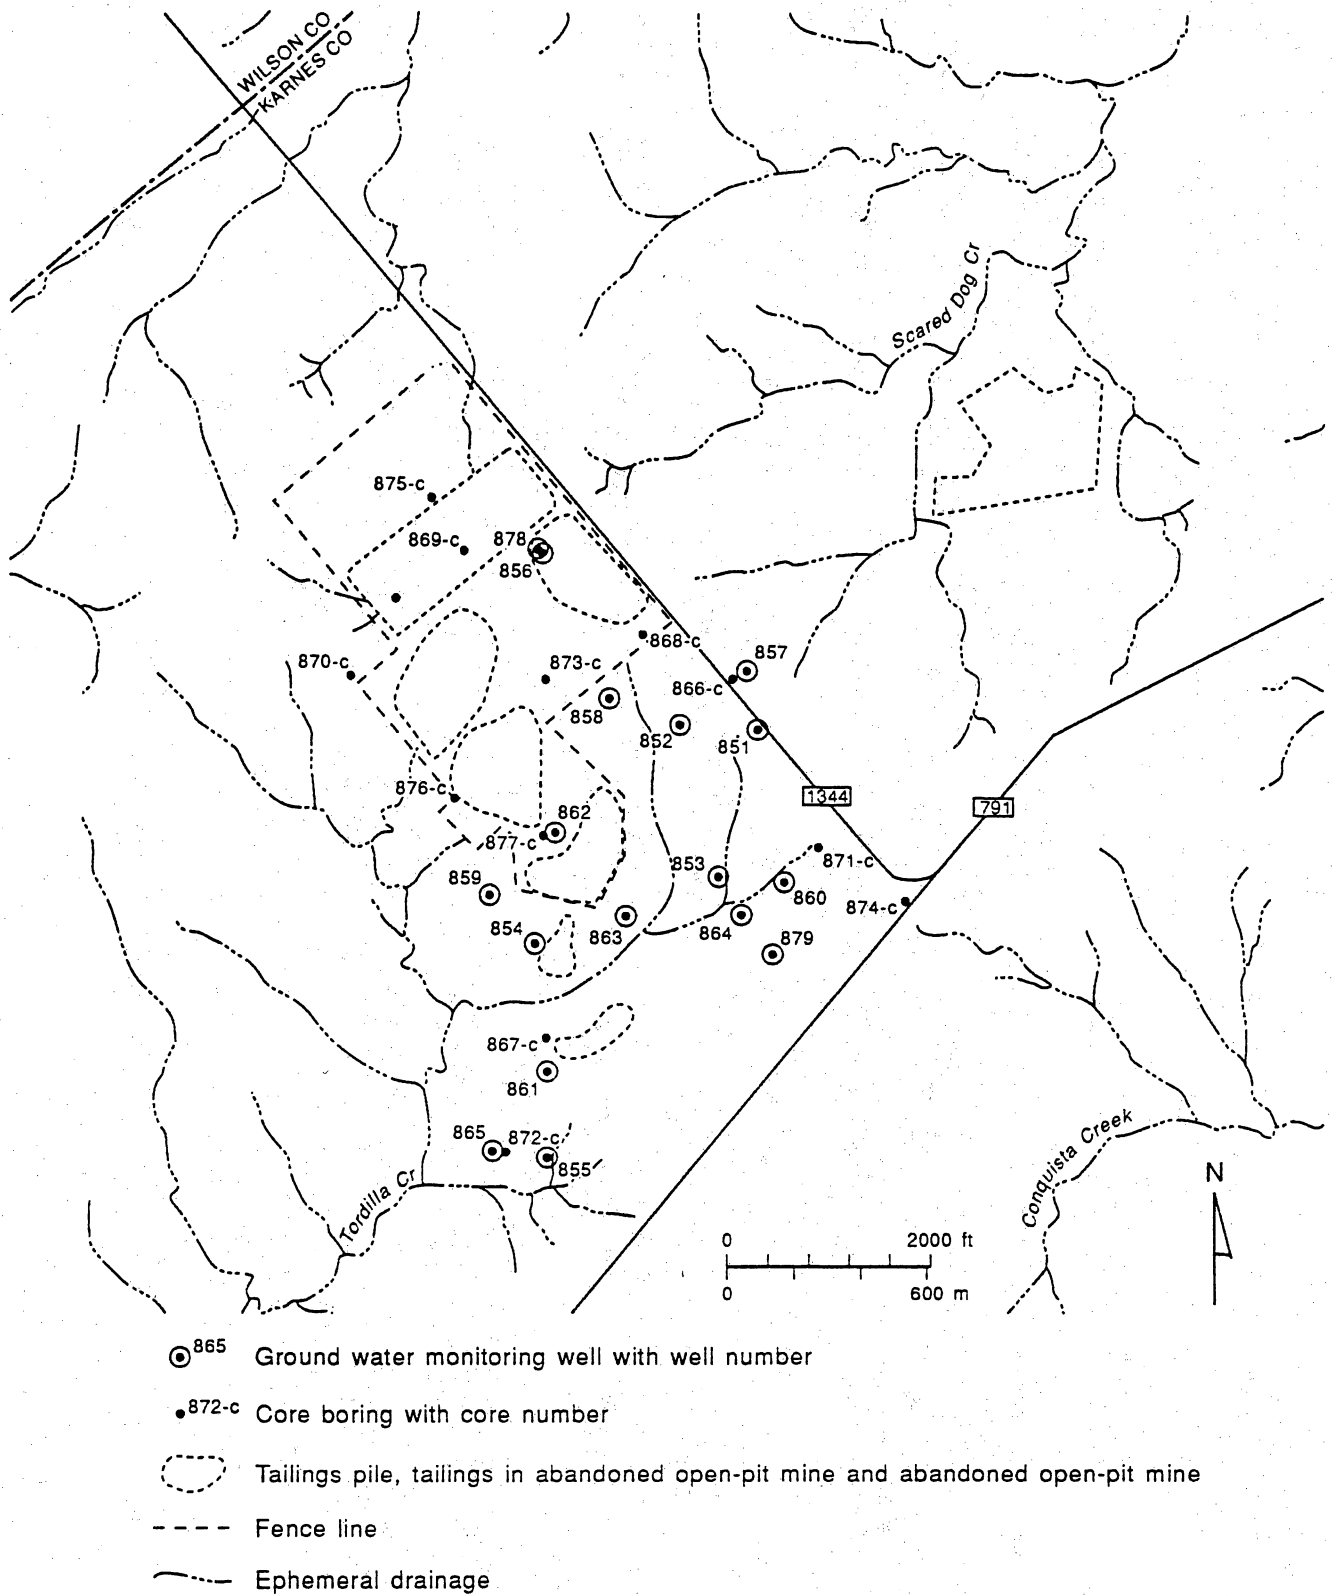 WILSON CO
KARNES CO
Scared Dog Cr
875-c
869-c
878
856
868-c
857
870-c
873-c
866-c
858
852
851
876-c
1344
791
862
877-c
853
871-c
859
860
874-c
854
863
864
879
867-c
861
865
872-c
855
Tordilla Cr
Conquista Creek
N
0 2000 ft
0 600 m
865 Ground water monitoring well with well number
872-c Core boring with core number
Tailings pile, tailings in abandoned open-pit mine and abandoned open-pit mine
Fence line
Ephemeral drainage